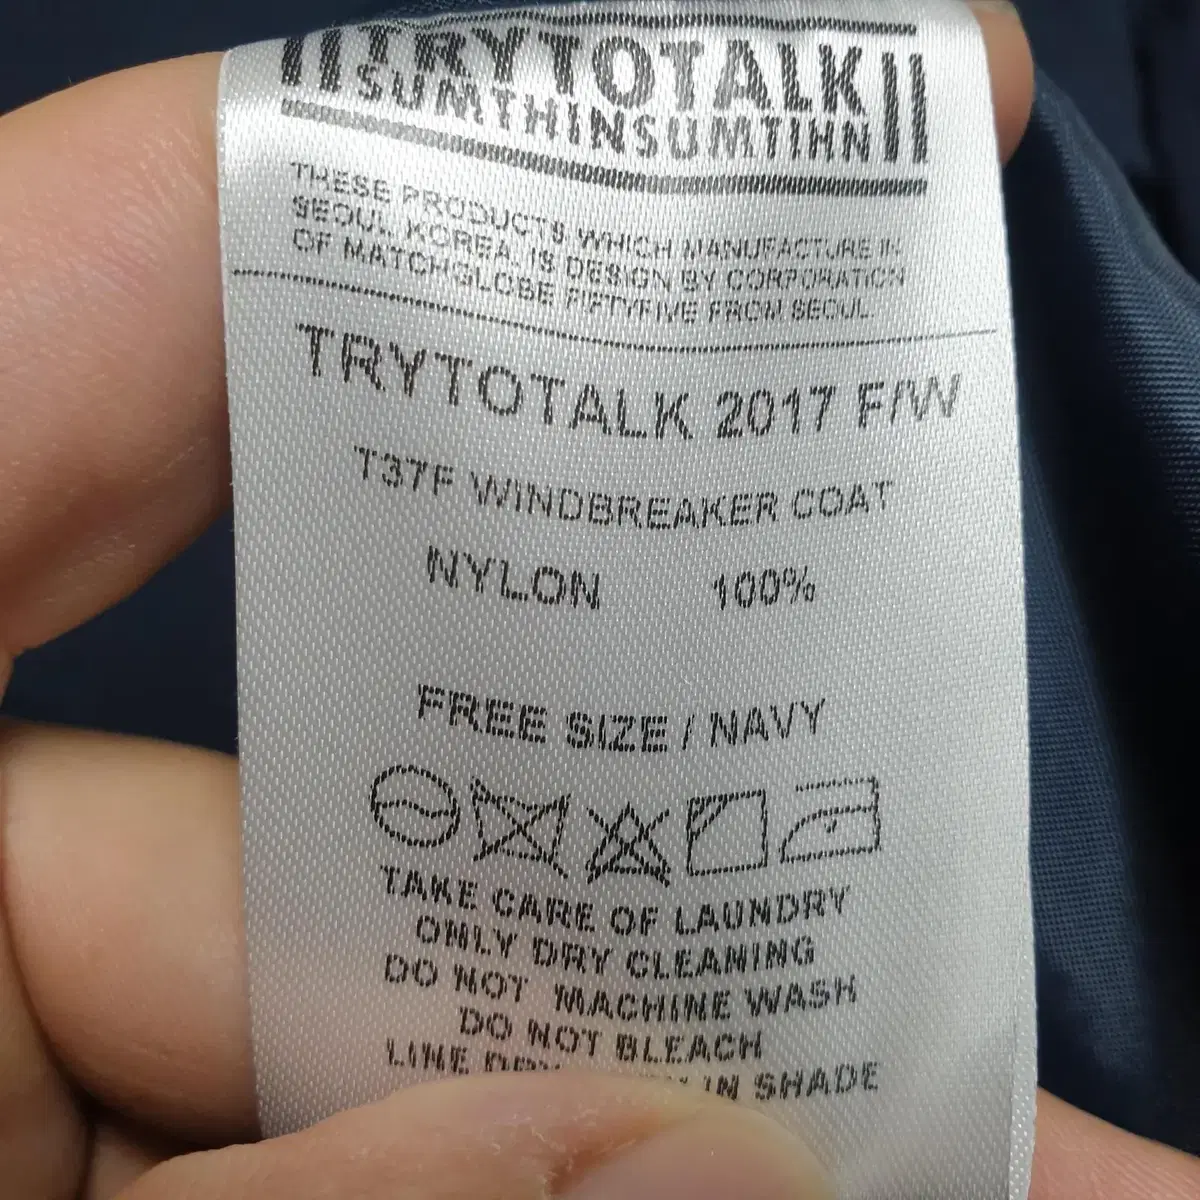 TRYTOTALK
SUMTHINSUMTIHN
THESE PRODUCTS WHICH MANUFACTURE IN
SEOUL, KOREA. IS DESIGN BY CORPORATION
OF MATCHGLOBE FIFTYFIVE FROM SEOUL.
TRYTOTALK 2017 F/W
T37F WINDBREAKER COAT
NYLON 100%
FREE SIZE / NAVY
TAKE CARE OF LAUNDRY
ONLY DRY CLEANING
DO NOT MACHINE WASH
DO NOT BLEACH
LINE DRY IN SHADE